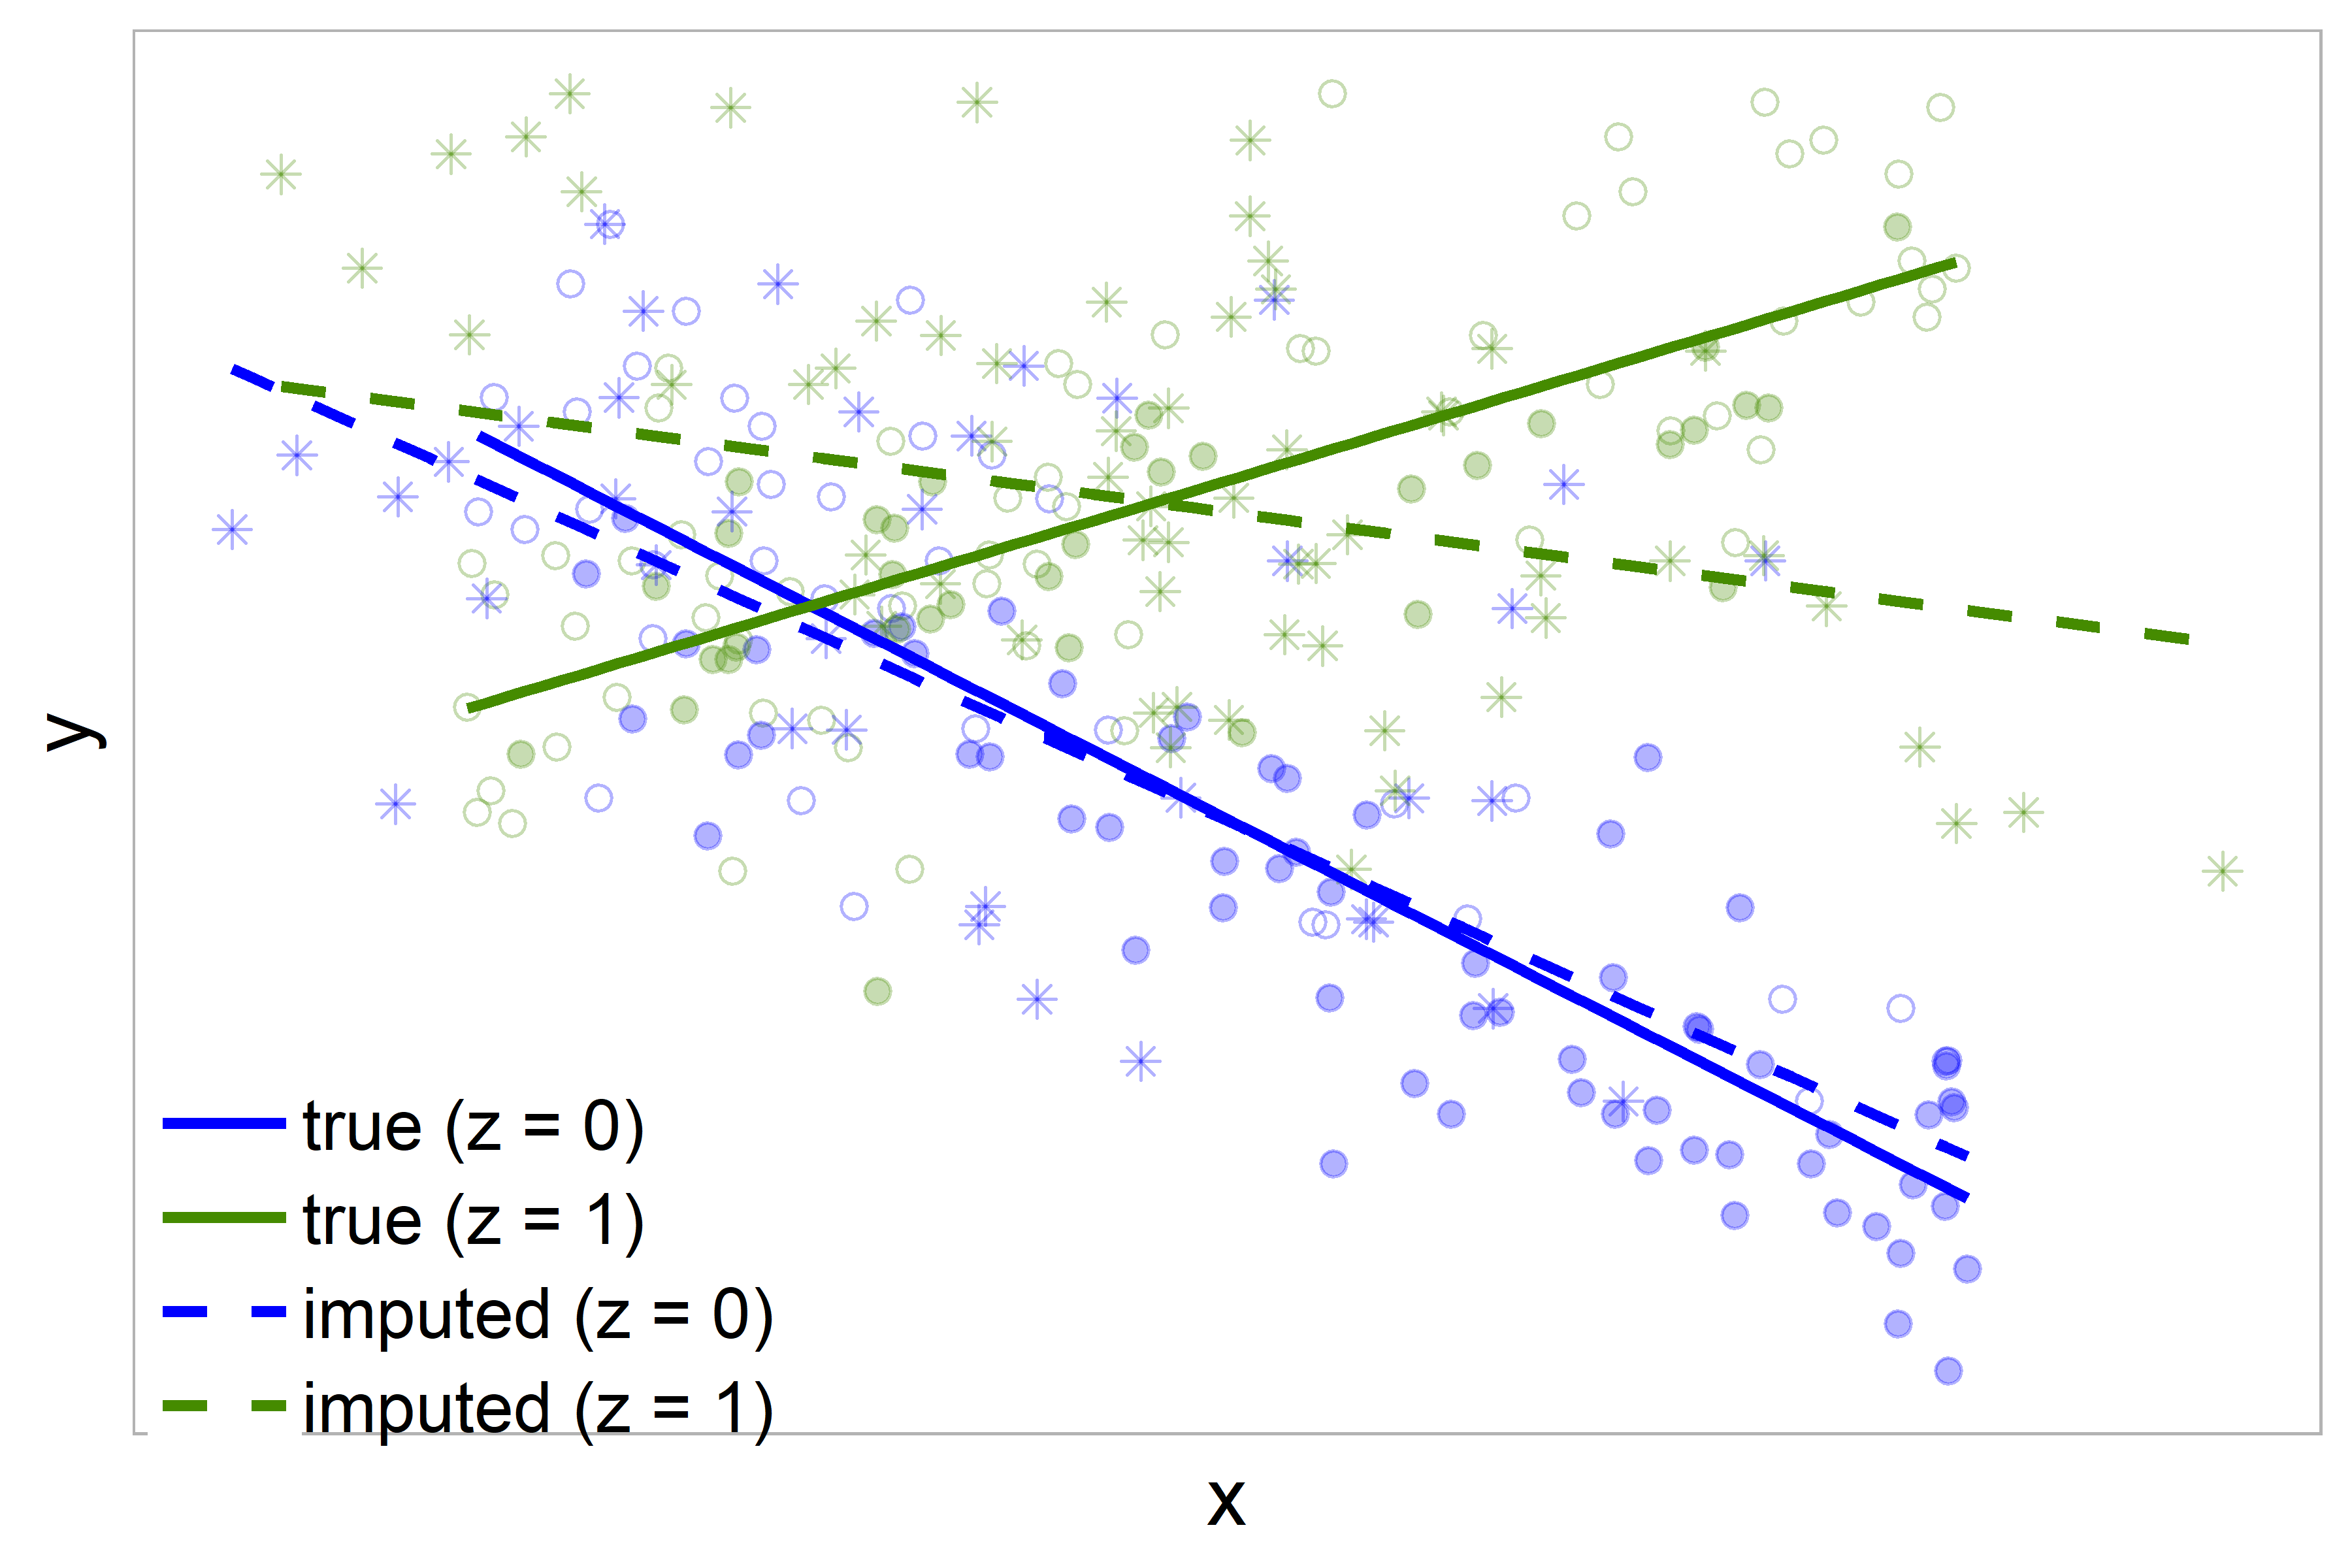 y
true (z = 0)
true (z = 1)
imputed (z = 0)
imputed (z = 1)
x